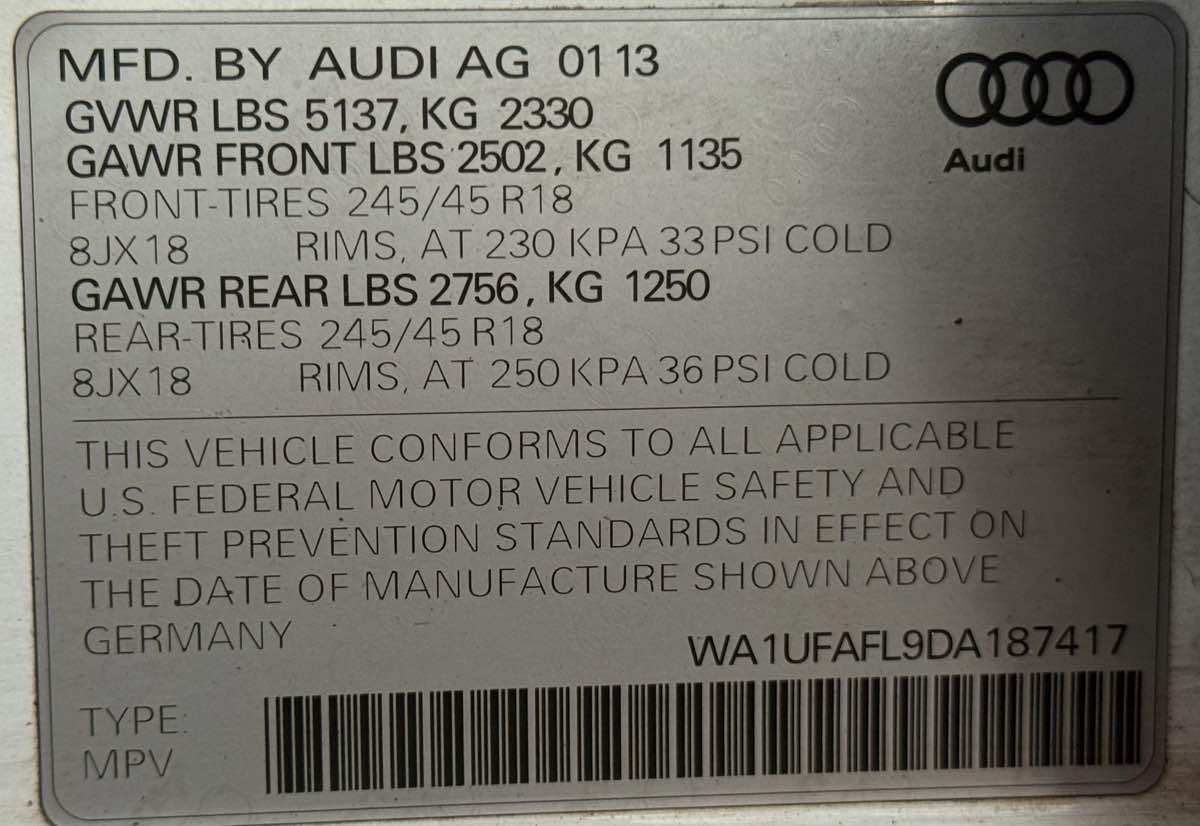 MFD. BY AUDI AG 01 13
GVWR LBS 5137, KG 2330
GAWR FRONT LBS 2502, KG 1135
FRONT-TIRES 245/45 R18
8JX18 RIMS, AT 230 KPA 33 PSI COLD
GAWR REAR LBS 2756, KG 1250
REAR-TIRES 245/45 R18
8JX18 RIMS, AT 250 KPA 36 PSI COLD
Audi
THIS VEHICLE CONFORMS TO ALL APPLICABLE
U.S. FEDERAL MOTOR VEHICLE SAFETY AND
THEFT PREVENTION STANDARDS IN EFFECT ON
THE DATE OF MANUFACTURE SHOWN ABOVE
GERMANY
WA1UFAFL9DA187417
TYPE:
MPV